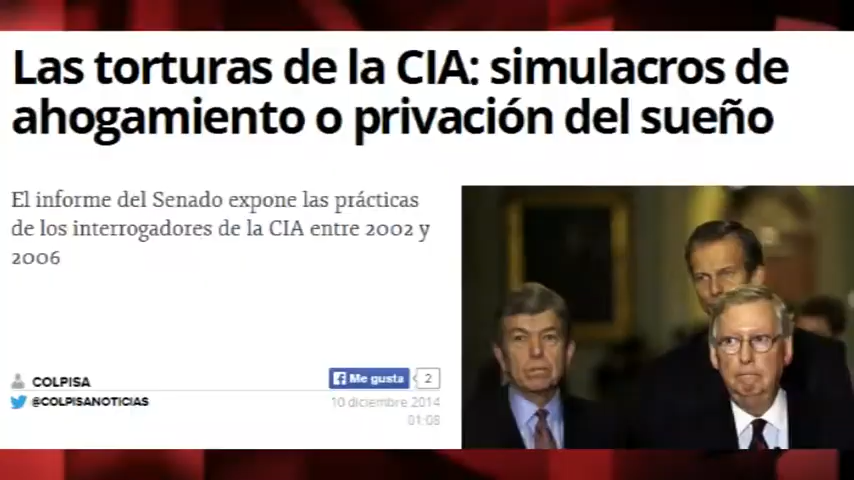 Las torturas de la CIA: simulacros de
ahogamiento o privación del sueño
El informe del Senado expone las prácticas
de los interrogadores de la CIA entre 2002 y
2006
COLPISA
Me gusta 2
@COLPISANOTICIAS
10 diciembre 2014
01:08